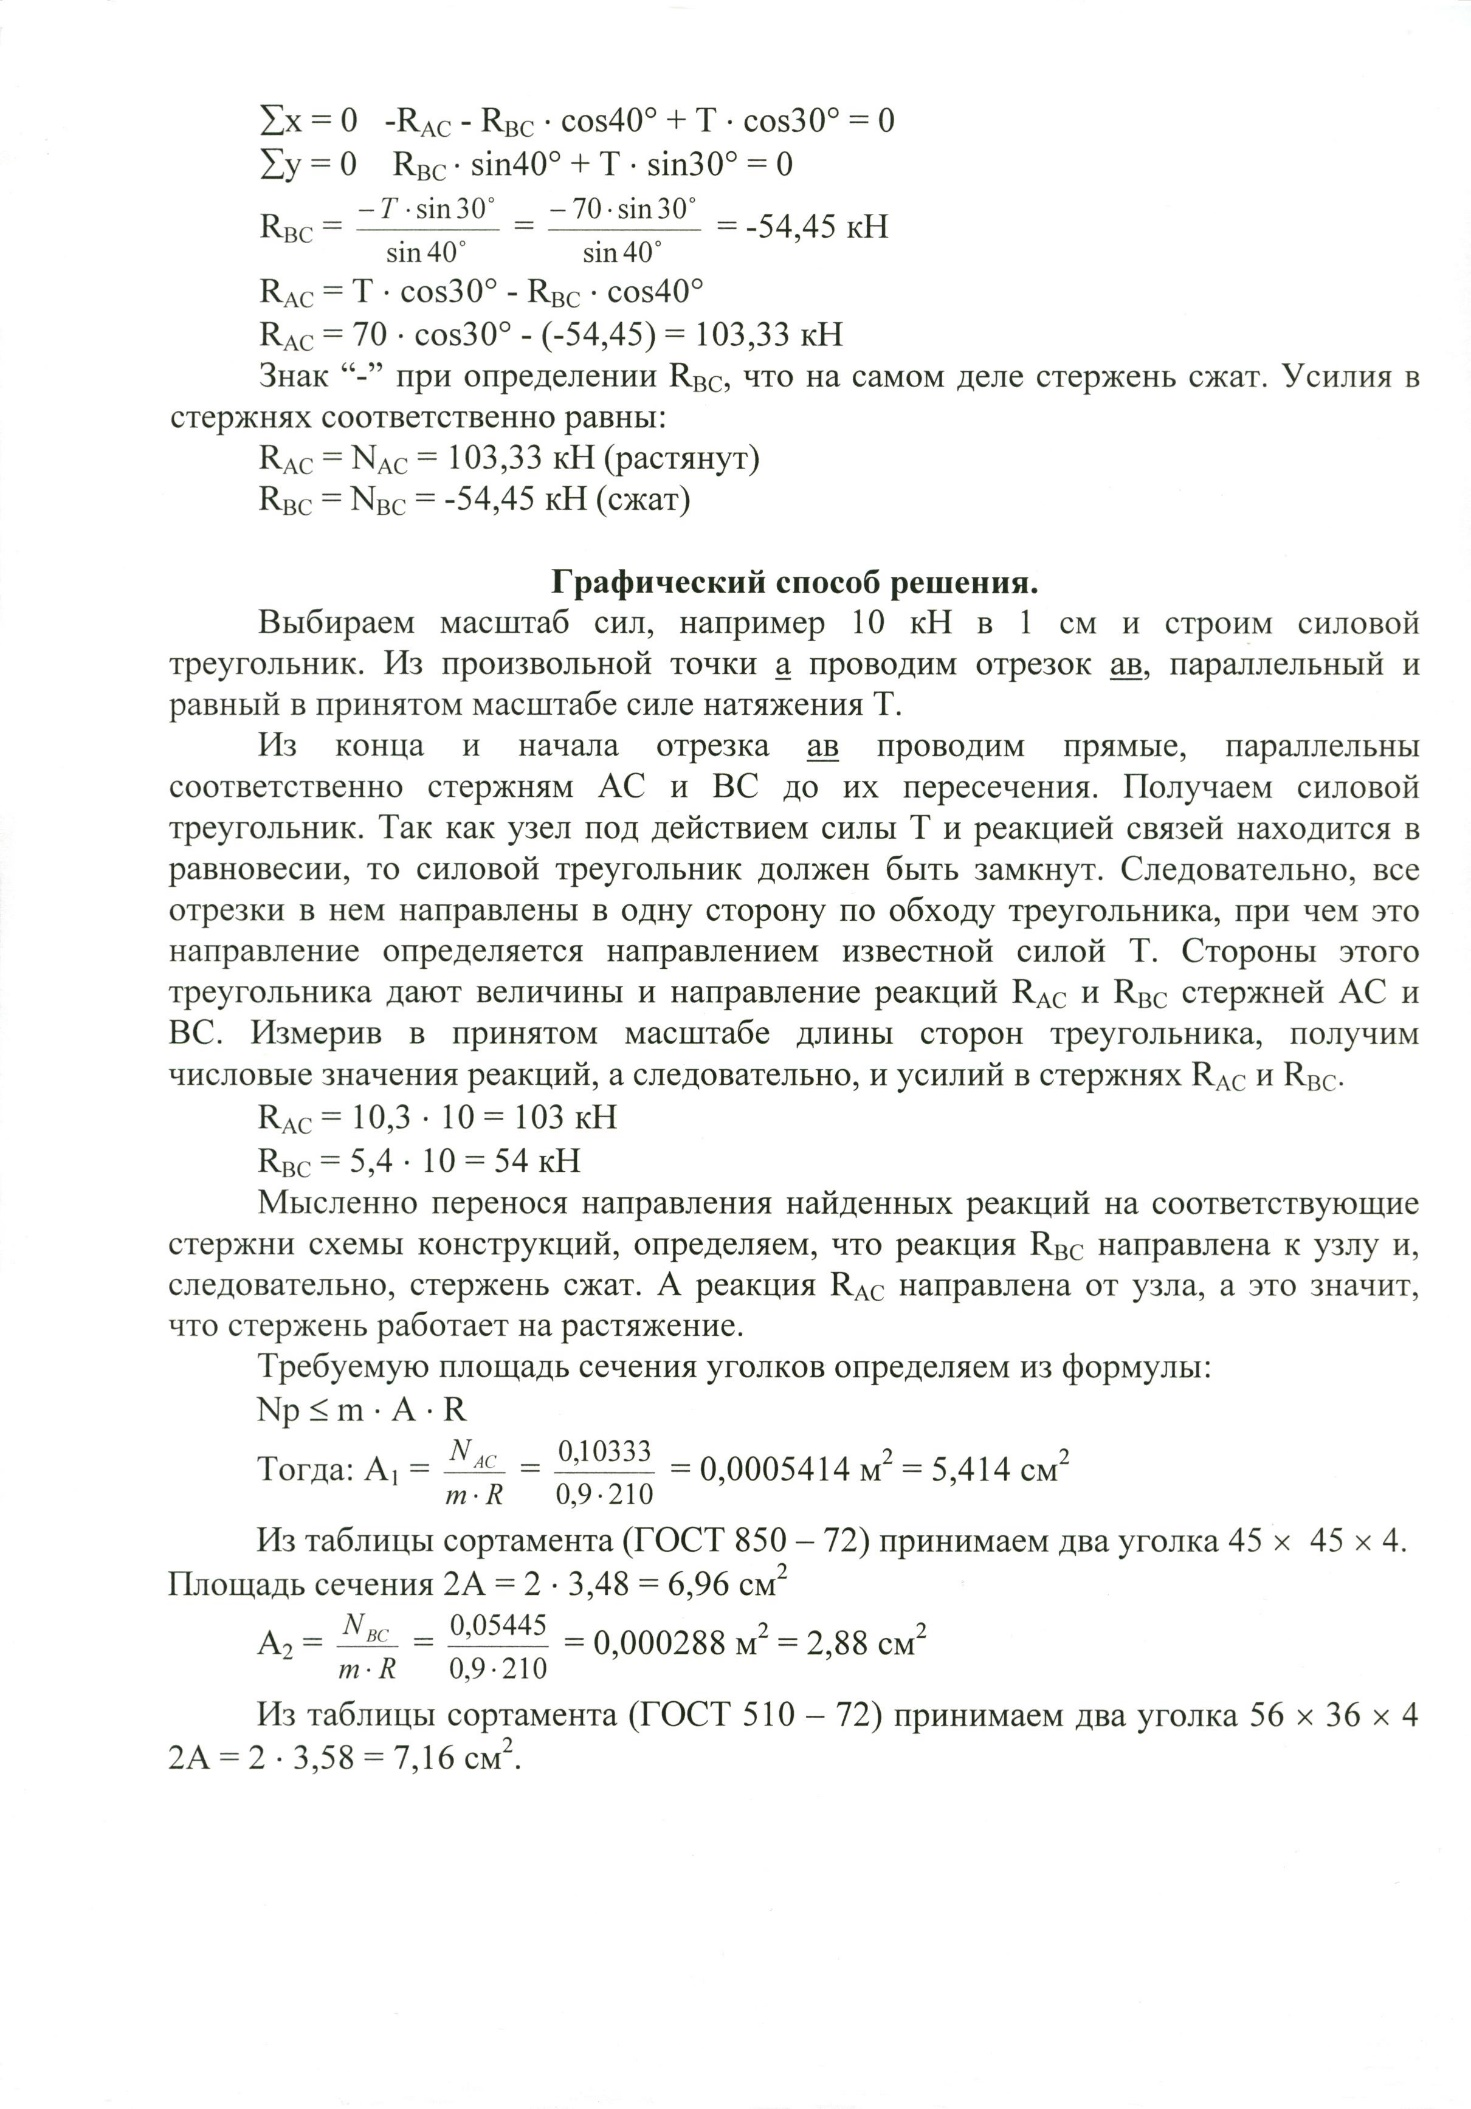 ∑x = 0 -R_AC - R_BC · cos40° + T · cos30° = 0
∑y = 0 R_BC · sin40° + T · sin30° = 0
R_BC = −T·sin30° / sin40° = −70·sin30° / sin40° = -54,45 кН
R_AC = T · cos30° - R_BC · cos40°
R_AC = 70 · cos30° - (-54,45) = 103,33 кН
Знак “-” при определении R_BC, что на самом деле стержень сжат. Усилия в
стержнях соответственно равны:
R_AC = N_AC = 103,33 кН (растянут)
R_BC = N_BC = -54,45 кН (сжат)
Графический способ решения.
Выбираем масштаб сил, например 10 кН в 1 см и строим силовой
треугольник. Из произвольной точки а проводим отрезок ав, параллельный и
равный в принятом масштабе силе натяжения Т.
Из конца и начала отрезка ав проводим прямые, параллельны
соответственно стержням АС и ВС до их пересечения. Получаем силовой
треугольник. Так как узел под действием силы Т и реакцией связей находится в
равновесии, то силовой треугольник должен быть замкнут. Следовательно, все
отрезки в нем направлены в одну сторону по обходу треугольника, при чем это
направление определяется направлением известной силой Т. Стороны этого
треугольника дают величины и направление реакций R_AC и R_BC стержней АС и
ВС. Измерив в принятом масштабе длины сторон треугольника, получим
числовые значения реакций, а следовательно, и усилий в стержнях R_AC и R_BC.
R_AC = 10,3 · 10 = 103 кН
R_BC = 5,4 · 10 = 54 кН
Мысленно перенося направления найденных реакций на соответствующие
стержни схемы конструкций, определяем, что реакция R_BC направлена к узлу и,
следовательно, стержень сжат. А реакция R_AC направлена от узла, а это значит,
что стержень работает на растяжение.
Требуемую площадь сечения уголков определяем из формулы:
Np ≤ m · A · R
Тогда: A₁ = N_AC / m·R = 0,10333 / 0,9·210 = 0,0005414 м² = 5,414 см²
Из таблицы сортамента (ГОСТ 850 – 72) принимаем два уголка 45 × 45 × 4.
Площадь сечения 2А = 2 · 3,48 = 6,96 см²
A₂ = N_BC / m·R = 0,05445 / 0,9·210 = 0,000288 м² = 2,88 см²
Из таблицы сортамента (ГОСТ 510 – 72) принимаем два уголка 56 × 36 × 4
2А = 2 · 3,58 = 7,16 см².